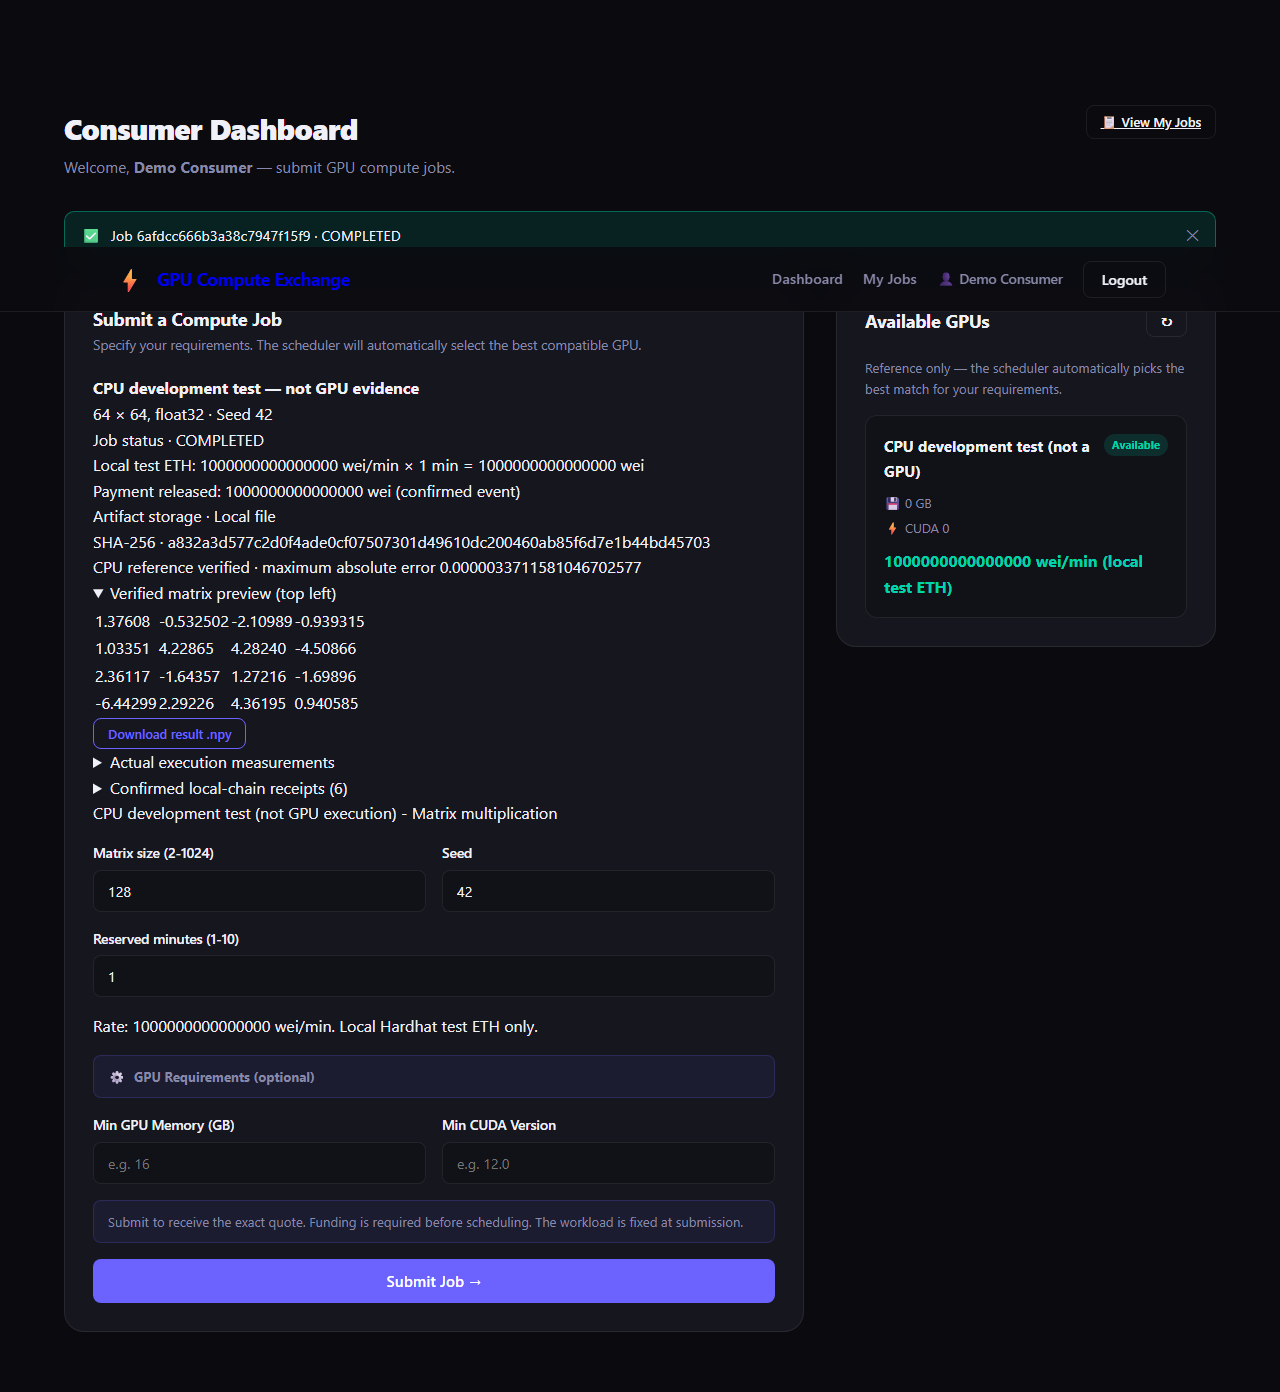 Consumer Dashboard
View My Jobs
Welcome, Demo Consumer — submit GPU compute jobs.
Job 6afdcc666b3a38c7947f15f9 · COMPLETED
GPU Compute Exchange
Dashboard
My Jobs
Demo Consumer
Logout
Submit a Compute Job
Specify your requirements. The scheduler will automatically select the best compatible GPU.
CPU development test — not GPU evidence
64 × 64, float32 · Seed 42
Job status · COMPLETED
Local test ETH: 1000000000000000 wei/min × 1 min = 1000000000000000 wei
Payment released: 1000000000000000 wei (confirmed event)
Artifact storage · Local file
SHA-256 · a832a3d577c2d0f4ade0cf07507301d49610dc200460ab85f6d7e1b44bd45703
CPU reference verified · maximum absolute error 0.0000033711581046702577
▼ Verified matrix preview (top left)
1.37608 -0.532502 -2.10989 -0.939315
1.03351 4.22865 4.28240 -4.50866
2.36117 -1.64357 1.27216 -1.69896
-6.44299 2.29226 4.36195 0.940585
Download result .npy
▶ Actual execution measurements
▶ Confirmed local-chain receipts (6)
CPU development test (not GPU execution) - Matrix multiplication
Matrix size (2-1024)
Seed
128
42
Reserved minutes (1-10)
1
Rate: 1000000000000000 wei/min. Local Hardhat test ETH only.
GPU Requirements (optional)
Min GPU Memory (GB)
Min CUDA Version
e.g. 16
e.g. 12.0
Submit to receive the exact quote. Funding is required before scheduling. The workload is fixed at submission.
Submit Job →
Available GPUs
↻
Reference only — the scheduler automatically picks the
best match for your requirements.
CPU development test (not a
GPU)
Available
0 GB
CUDA 0
1000000000000000 wei/min (local
test ETH)